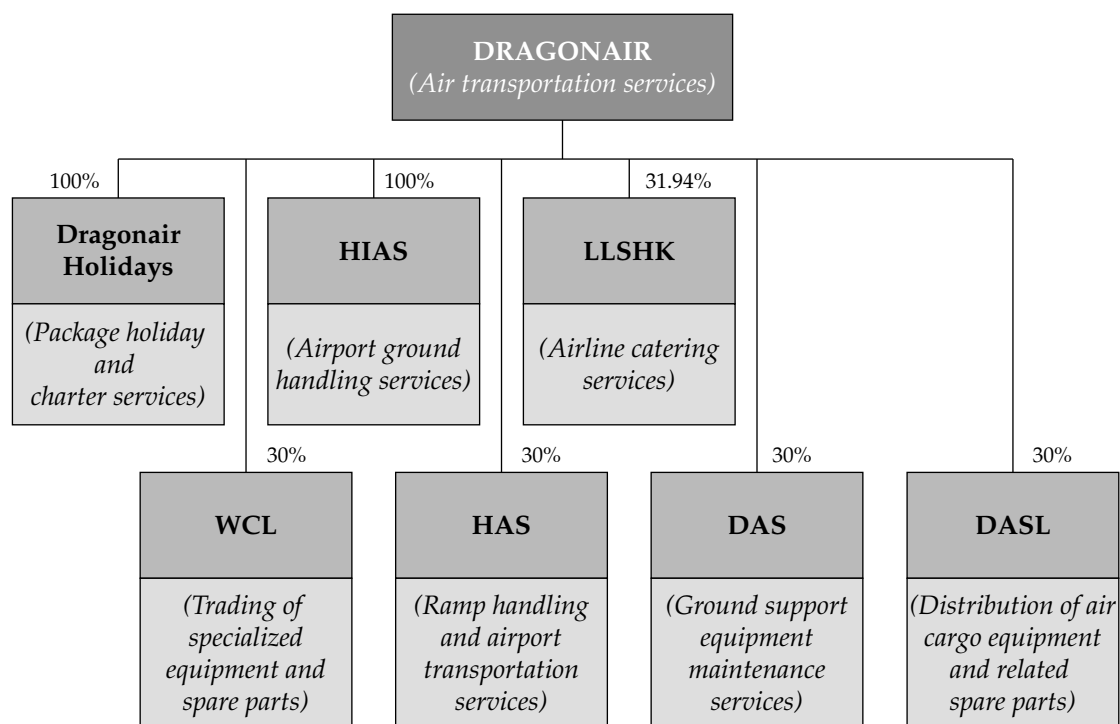 DRAGONAIR
(Air transportation services)
100%
100%
31.94%
Dragonair
Holidays
HIAS
LLSHK
(Package holiday
and
charter services)
(Airport ground
handling services)
(Airline catering
services)
30%
30%
30%
30%
WCL
HAS
DAS
DASL
(Trading of
specialized
equipment and
spare parts)
(Ramp handling
and airport
transportation
services)
(Ground support
equipment
maintenance
services)
(Distribution of air
cargo equipment
and related
spare parts)